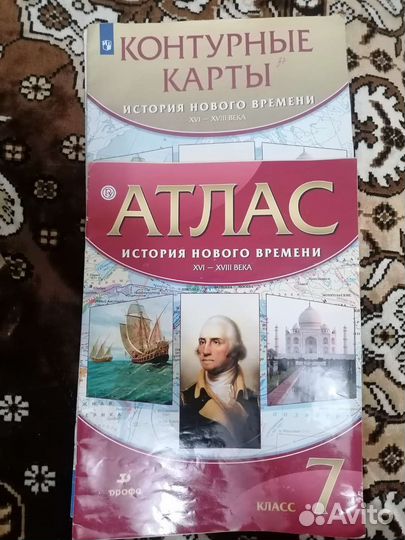 КОНТУРНЫЕ
КАРТЫ
ИСТОРИЯ НОВОГО ВРЕМЕНИ
XVI — XVIII ВЕКА
АТЛАС
ИСТОРИЯ НОВОГО ВРЕМЕНИ
XVI — XVIII ВЕКА
дрофа
КЛАСС 7
Avito